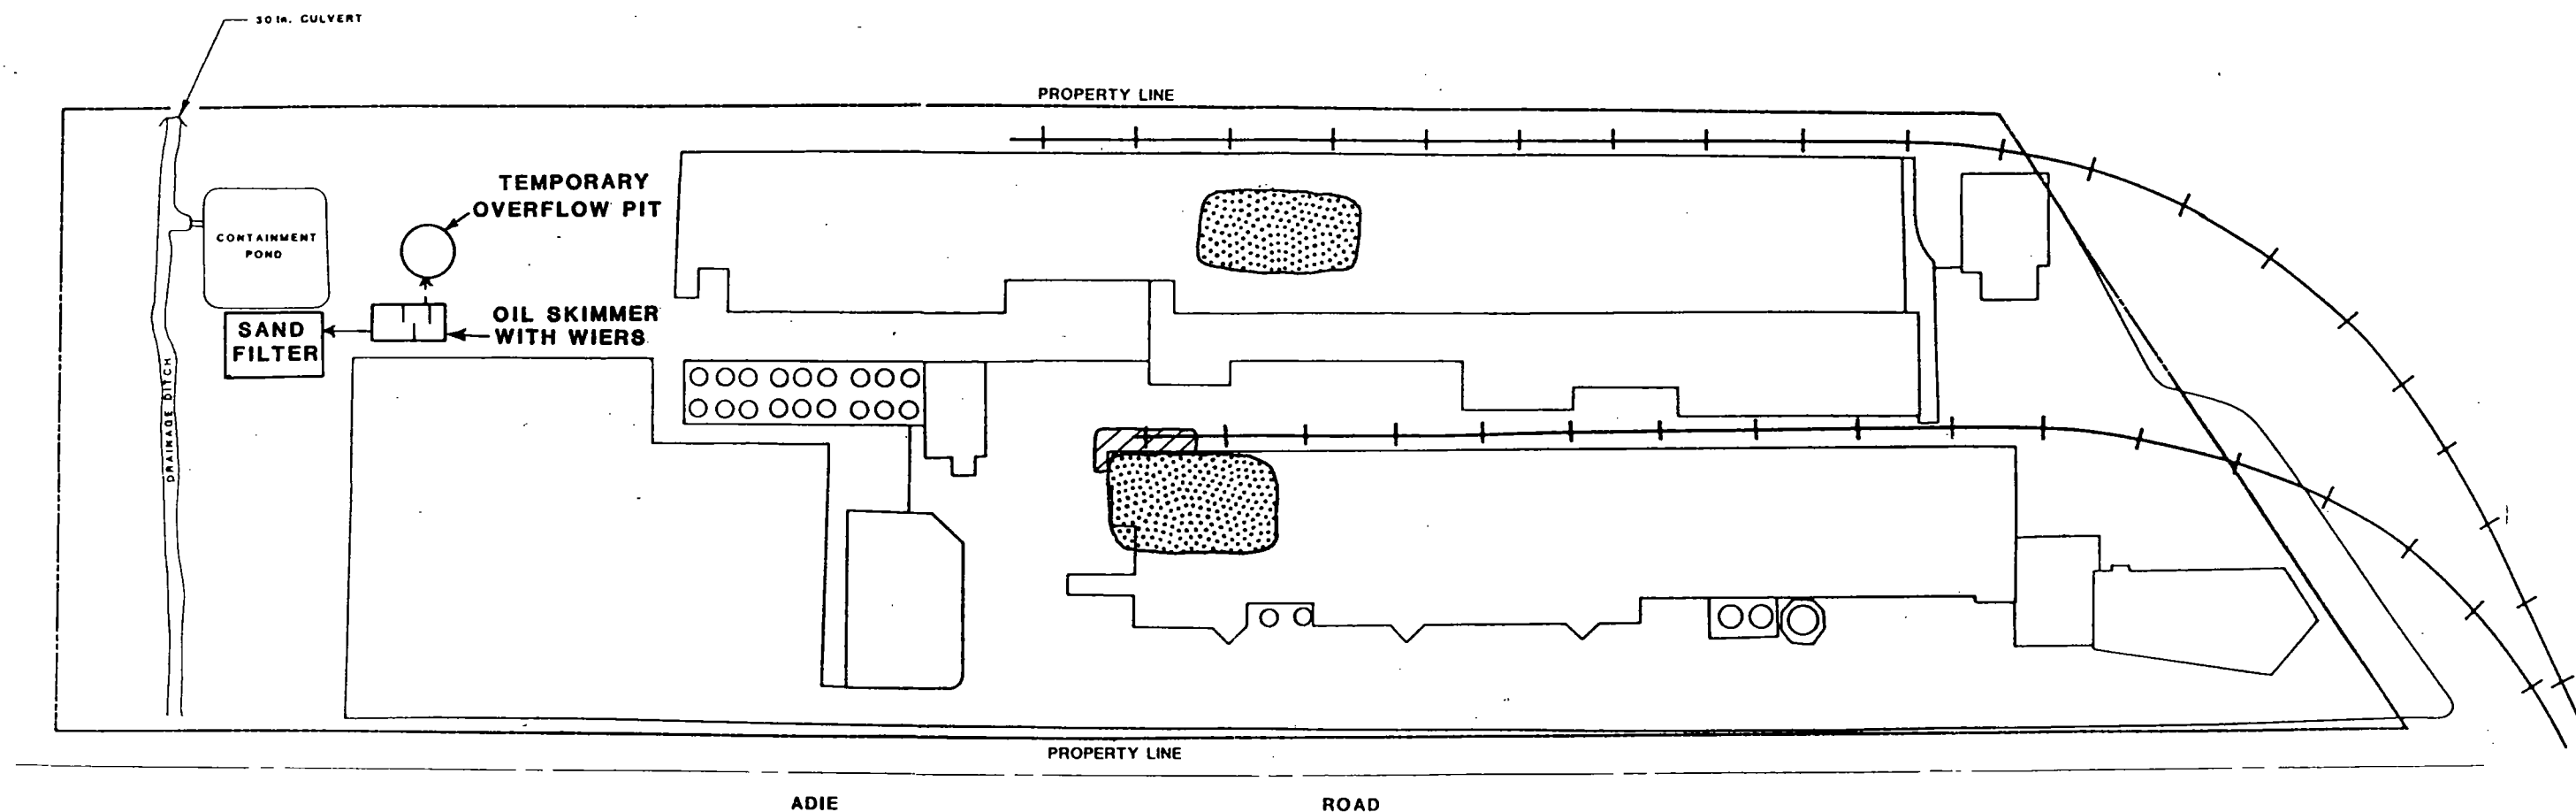 30 in. CULVERT
PROPERTY LINE
TEMPORARY
OVERFLOW PIT
CONTAINMENT
POND
OIL SKIMMER
WITH WIERS
SAND
FILTER
DRAINAGE DITCH
PROPERTY LINE
ADIE ROAD